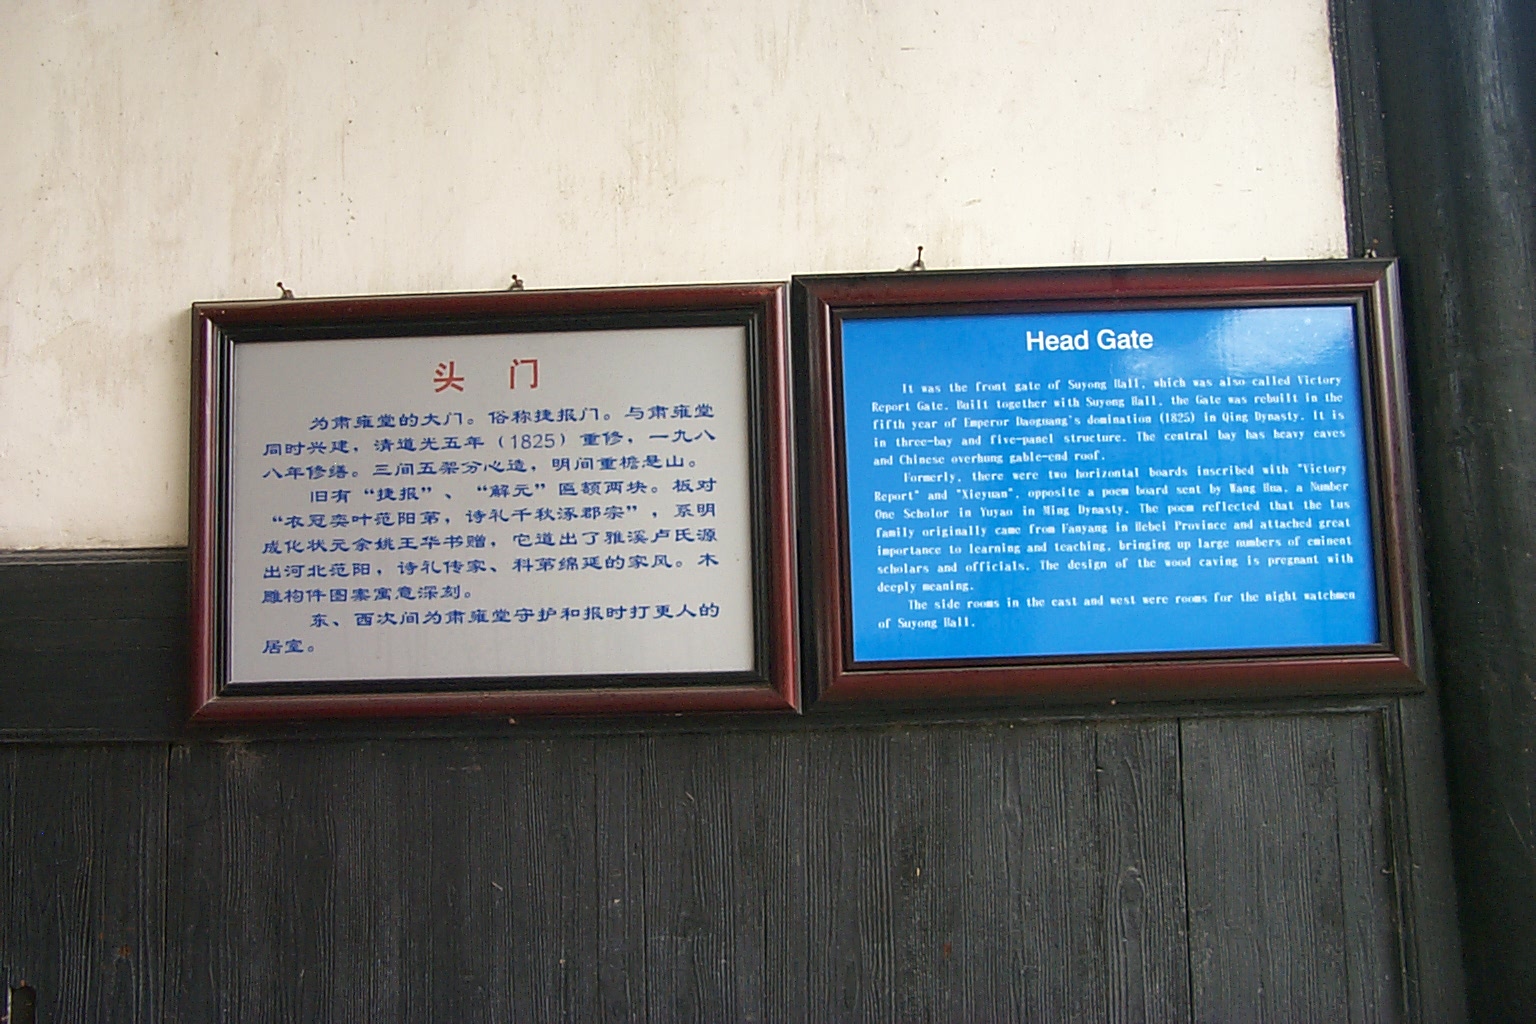 头 门
为肃雍堂的大门。俗称捷报门。与肃雍堂
同时兴建，清道光五年（1825）重修，一九八
八年修缮。三间五架分心造，明间重檐悬山。
旧有“捷报”、“解元”匾额两块。板对
“衣冠奕叶范阳第，诗礼千秋涿郡宗”，系明
成化状元余姚王华书赠，它道出了雅溪卢氏源
出河北范阳，诗礼传家、科第绵延的家风。木
雕构件图案寓意深刻。
东、西次间为肃雍堂守护和报时打更人的
居室。
Head Gate
It was the front gate of Suyong Hall, which was also called Victory
Report Gate. Built together with Suyong Hall, the Gate was rebuilt in the
fifth year of Emperor Daoguang's domination (1825) in Qing Dynasty. It is
in three-bay and five-panel structure. The central bay has heavy caves
and Chinese overhung gable-end roof.
Formerly, there were two horizontal boards inscribed with "Victory
Report" and "Xieyuan", opposite a poem board sent by Wang Hua, a Number
One Scholor in Yuyao in Ming Dynasty. The poem reflected that the Lus
family originally came from Fanyang in Hebei Province and attached great
importance to learning and teaching, bringing up large numbers of eminent
scholars and officials. The design of the wood caving is pregnant with
deeply meaning.
The side rooms in the east and west were rooms for the night watchmen
of Suyong Hall.